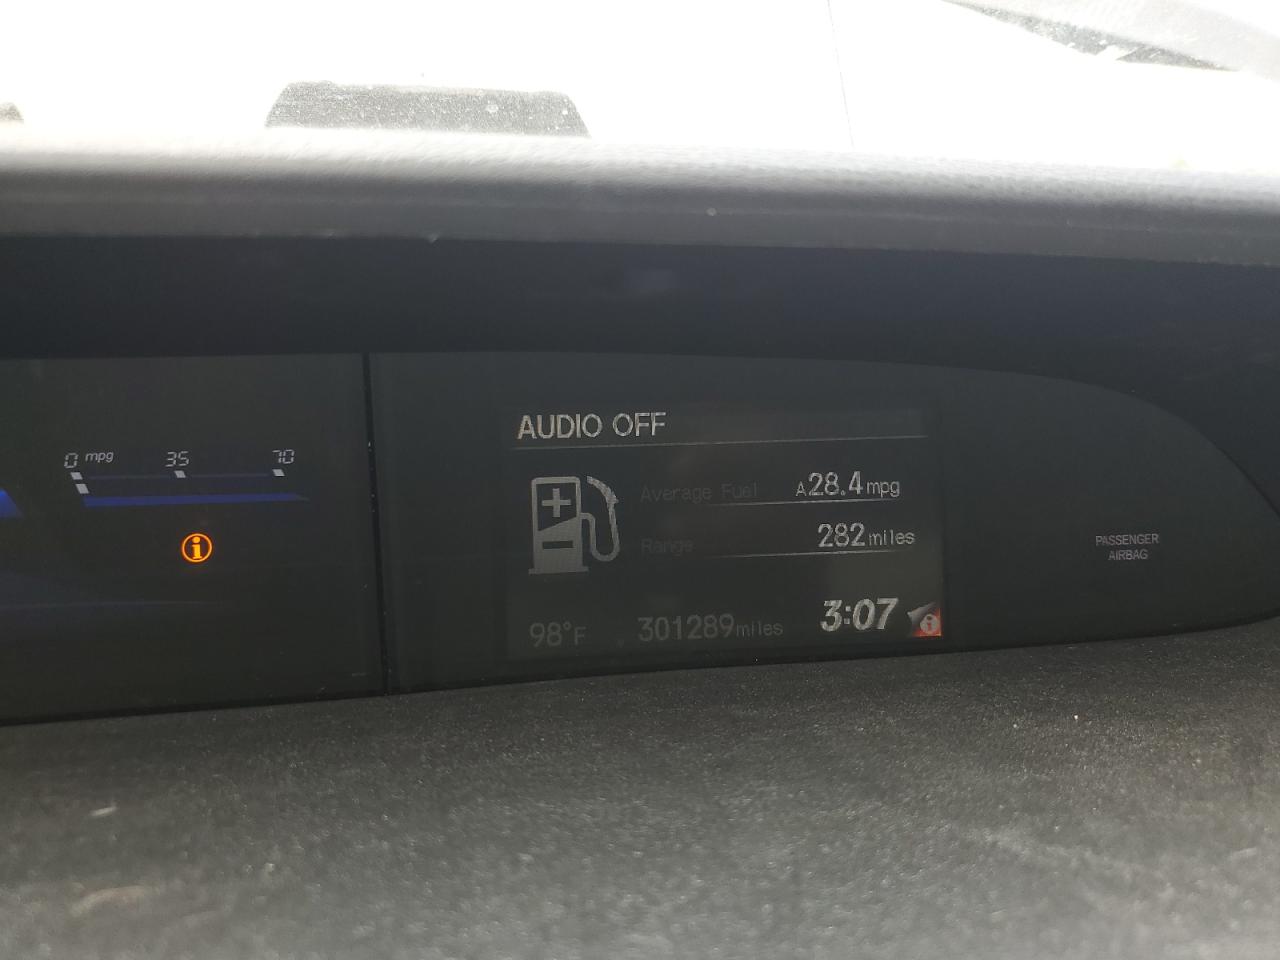 AUDIO OFF
0 mpg 35 70
Average Fuel A28.4mpg
Range 282miles
PASSENGER
AIRBAG
98°F 301289miles 3:07